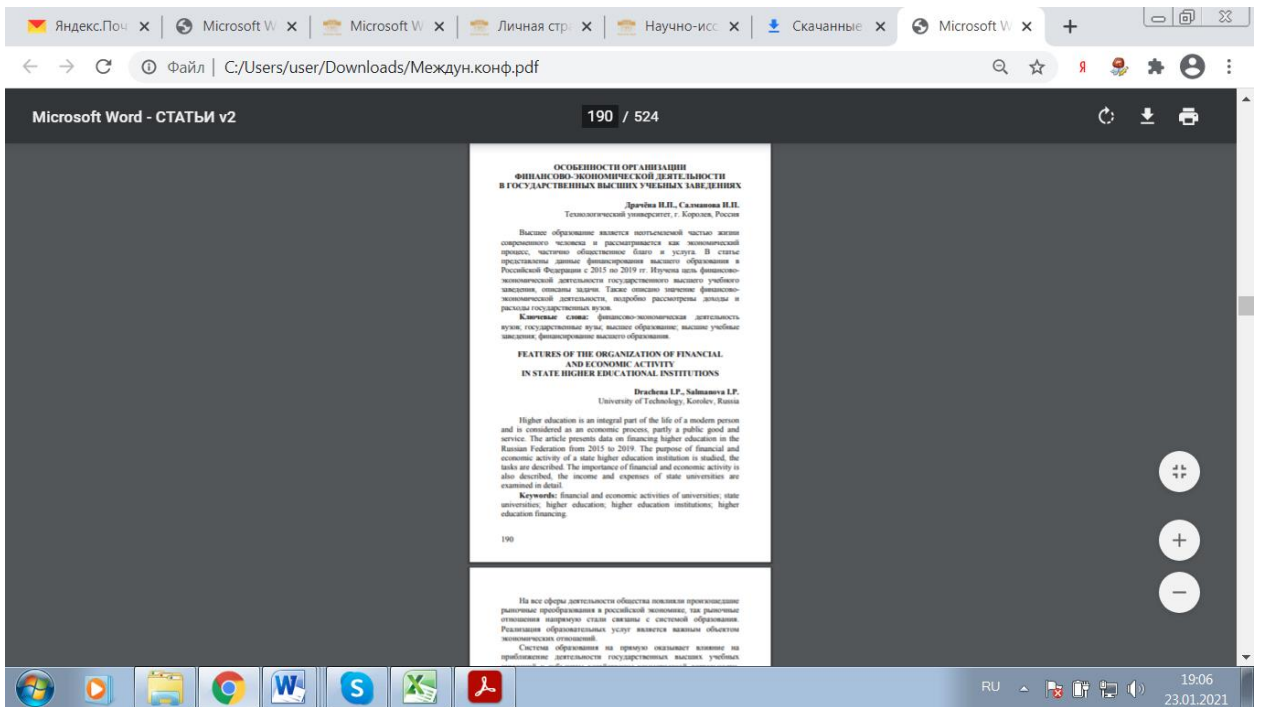 Яндекс.Поч
Microsoft W
Microsoft W
Личная стра
Научно-исс
Скачанные
Microsoft W
Файл | C:/Users/user/Downloads/Междун.конф.pdf
Я
Microsoft Word - СТАТЬИ v2
190 / 524
ОСОБЕННОСТИ ОРГАНИЗАЦИИ
ФИНАНСОВО-ЭКОНОМИЧЕСКОЙ ДЕЯТЕЛЬНОСТИ
В ГОСУДАРСТВЕННЫХ ВЫСШИХ УЧЕБНЫХ ЗАВЕДЕНИЯХ
Драчёна И.П., Салманова И.П.
Технологический университет, г. Королев, Россия
Высшее образование является неотъемлемой частью жизни
современного человека и рассматривается как экономический
процесс, частично общественное благо и услуга. В статье
представлены данные финансирования высшего образования в
Российской Федерации с 2015 по 2019 гг. Изучена цель финансово-
экономической деятельности государственного высшего учебного
заведения, описаны задачи. Также описано значение финансово-
экономической деятельности, подробно рассмотрены доходы и
расходы государственных вузов.
Ключевые слова: финансово-экономическая деятельность
вузов; государственные вузы; высшее образование; высшие учебные
заведения; финансирование высшего образования.
FEATURES OF THE ORGANIZATION OF FINANCIAL
AND ECONOMIC ACTIVITY
IN STATE HIGHER EDUCATIONAL INSTITUTIONS
Drachena I.P., Salmanova I.P.
University of Technology, Korolev, Russia
Higher education is an integral part of the life of a modern person
and is considered as an economic process, partly a public good and
service. The article presents data on financing higher education in the
Russian Federation from 2015 to 2019. The purpose of financial and
economic activity of a state higher education institution is studied, the
tasks are described. The importance of financial and economic activity is
also described, the income and expenses of state universities are
examined in detail.
Keywords: financial and economic activities of universities; state
universities; higher education; higher education institutions; higher
education financing.
190
На все сферы деятельности общества повлияли произошедшие
рыночные преобразования в российской экономике, так рыночные
отношения напрямую стали связаны с системой образования.
Реализация образовательных услуг является важным объектом
экономических отношений.
Система образования на прямую оказывает влияние на
приближение деятельности государственных высших учебных
RU
19:06
23.01.2021